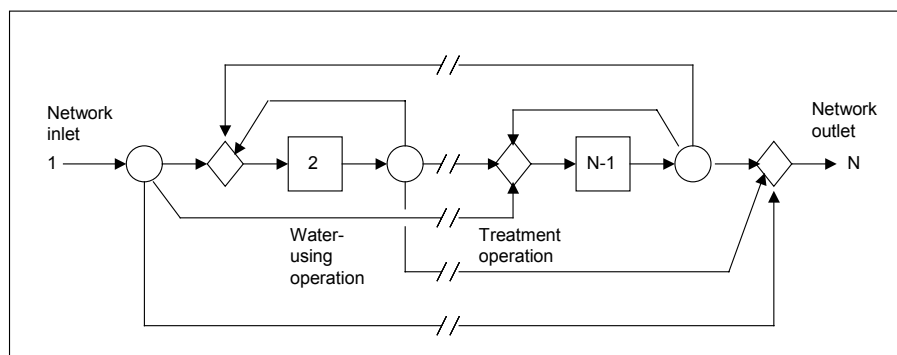 Network
inlet
1
2
N-1
Network
outlet
N
Water-
using
operation
Treatment
operation